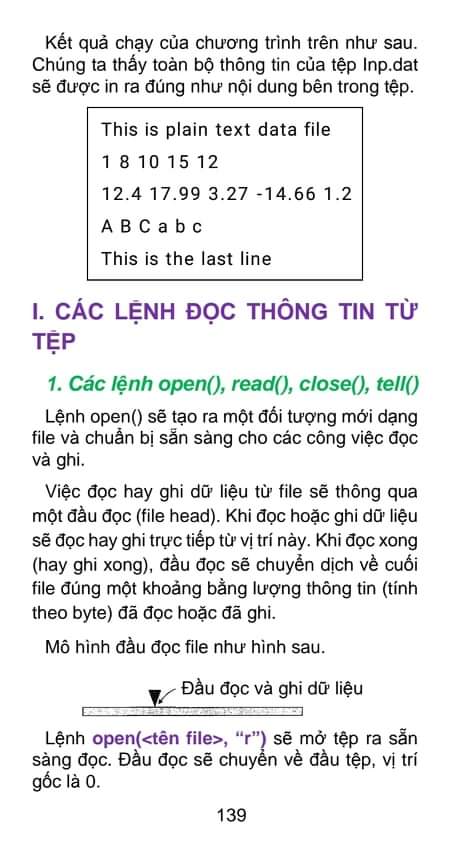 Kết quả chạy của chương trình trên như sau.
Chúng ta thấy toàn bộ thông tin của tệp Inp.dat
sẽ được in ra đúng như nội dung bên trong tệp.
This is plain text data file
1 8 10 15 12
12.4 17.99 3.27 -14.66 1.2
A B C a b c
This is the last line
I. CÁC LỆNH ĐỌC THÔNG TIN TỪ
TỆP
1. Các lệnh open(), read(), close(), tell()
Lệnh open() sẽ tạo ra một đối tượng mới dạng
file và chuẩn bị sẵn sàng cho các công việc đọc
và ghi.
Việc đọc hay ghi dữ liệu từ file sẽ thông qua
một đầu đọc (file head). Khi đọc hoặc ghi dữ liệu
sẽ đọc hay ghi trực tiếp từ vị trí này. Khi đọc xong
(hay ghi xong), đầu đọc sẽ chuyển dịch về cuối
file đúng một khoảng bằng lượng thông tin (tính
theo byte) đã đọc hoặc đã ghi.
Mô hình đầu đọc file như hình sau.
Đầu đọc và ghi dữ liệu
Lệnh open(<tên file>, “r”) sẽ mở tệp ra sẵn
sàng đọc. Đầu đọc sẽ chuyển về đầu tệp, vị trí
gốc là 0.
139